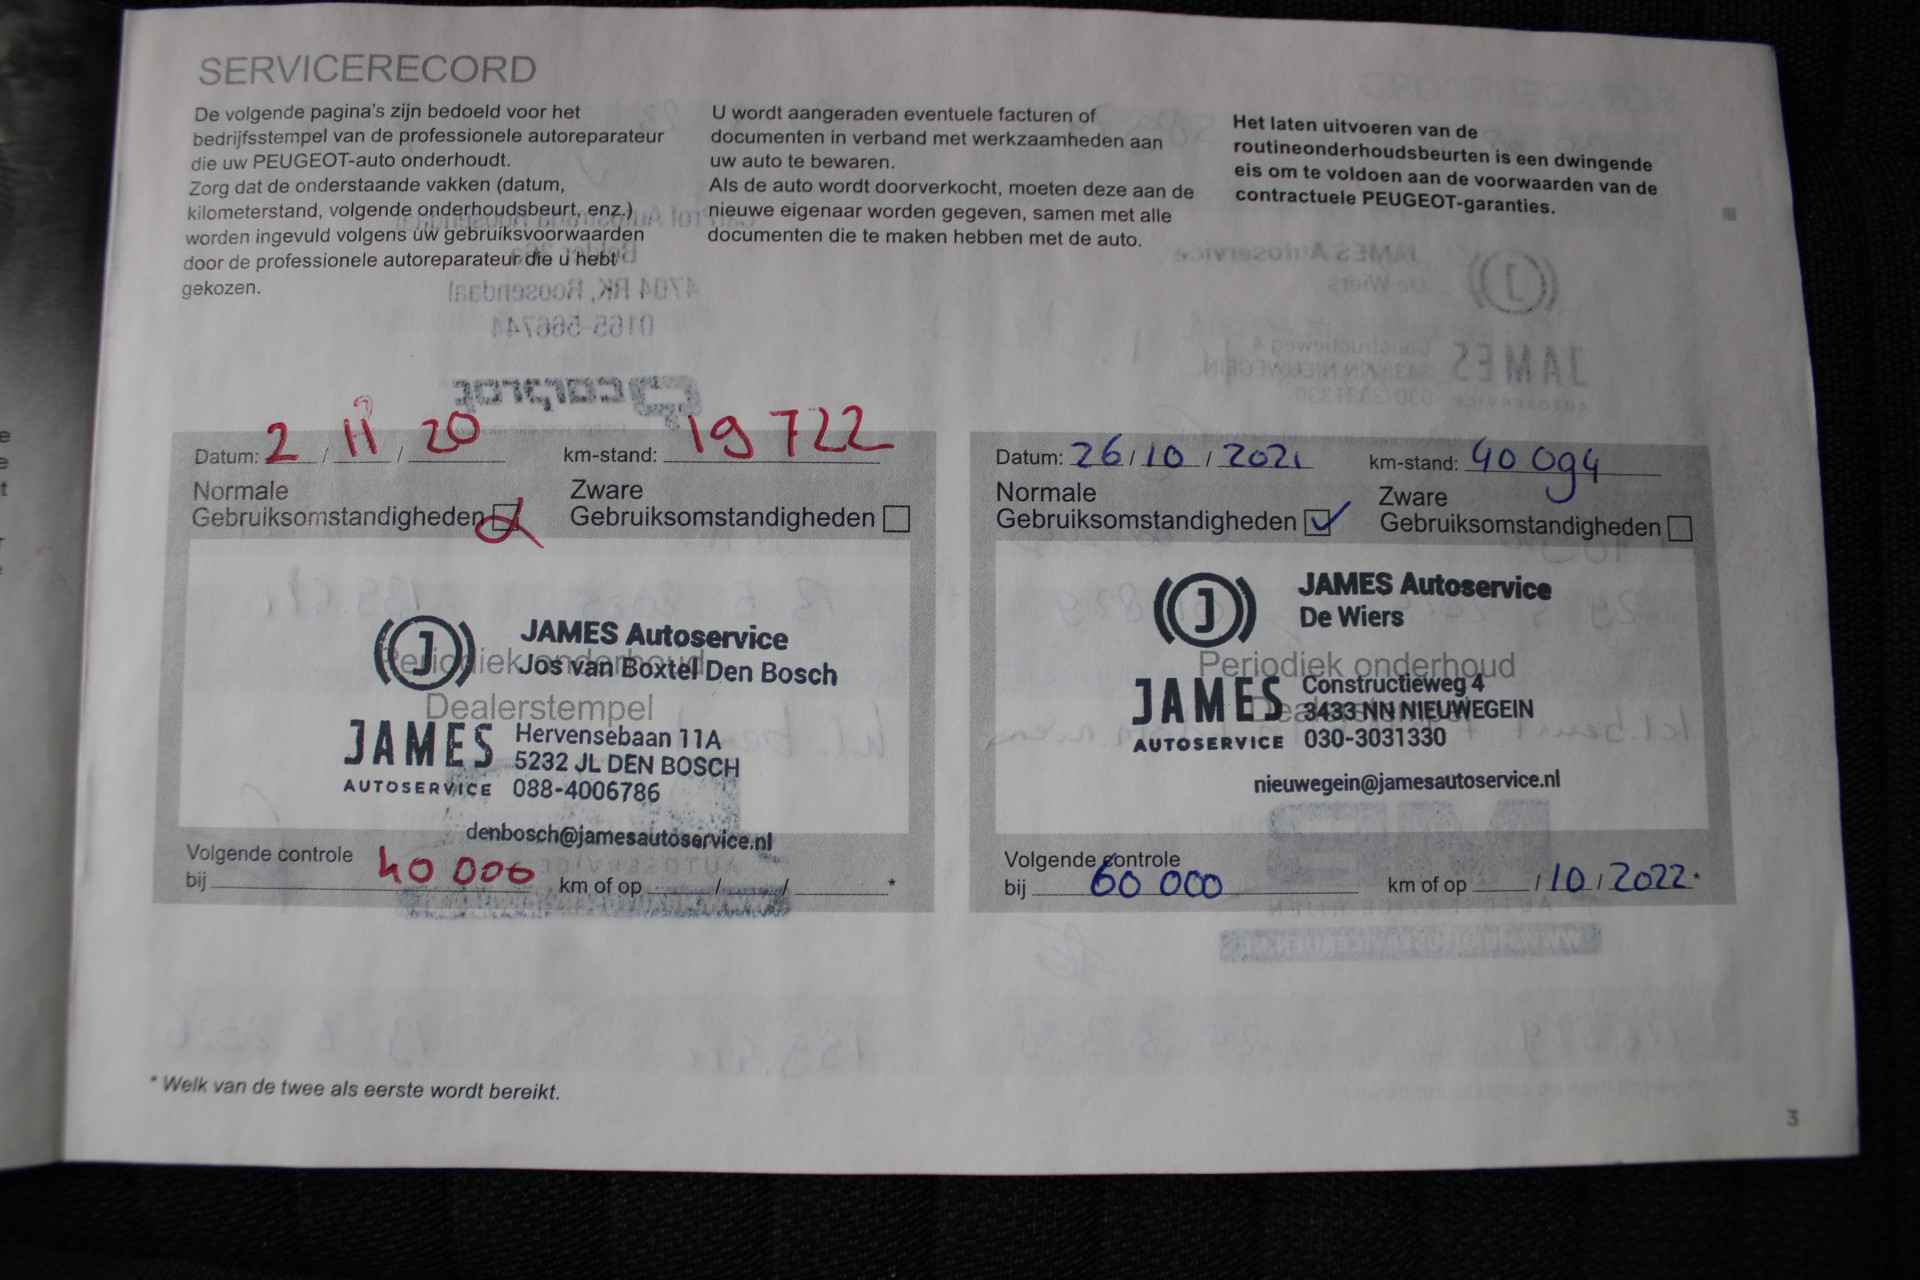 SERVICERECORD
De volgende pagina's zijn bedoeld voor het
bedrijfsstempel van de professionele autoreparateur
die uw PEUGEOT-auto onderhoudt.
Zorg dat de onderstaande vakken (datum,
kilometerstand, volgende onderhoudsbeurt, enz.)
worden ingevuld volgens uw gebruiksvoorwaarden
door de professionele autoreparateur die u hebt
gekozen.
U wordt aangeraden eventuele facturen of
documenten in verband met werkzaamheden aan
uw auto te bewaren.
Als de auto wordt doorverkocht, moeten deze aan de
nieuwe eigenaar worden gegeven, samen met alle
documenten die te maken hebben met de auto.
Het laten uitvoeren van de
routineonderhoudsbeurten is een dwingende
eis om te voldoen aan de voorwaarden van de
contractuele PEUGEOT-garanties.
Datum: 2 / 11 / 20 km-stand: 19 722
Normale Zware
Gebruiksomstandigheden Gebruiksomstandigheden
JAMES Autoservice
Periodiek onderhoud
Jos van Boxtel Den Bosch
Dealerstempel
JAMES Hervensebaan 11A
5232 JL DEN BOSCH
AUTOSERVICE 088-4006786
denbosch@jamesautoservice.nl
Volgende controle
bij 40 000 km of op / / *
Datum: 26 / 10 / 2021 km-stand: 40 094
Normale Zware
Gebruiksomstandigheden Gebruiksomstandigheden
JAMES Autoservice
De Wiers
Periodiek onderhoud
Constructieweg 4
JAMES 3433 NN NIEUWEGEIN
Dealerstempel
AUTOSERVICE 030-3031330
nieuwegein@jamesautoservice.nl
Volgende controle
bij 60 000 km of op / 10 / 2022 *
* Welk van de twee als eerste wordt bereikt.
3